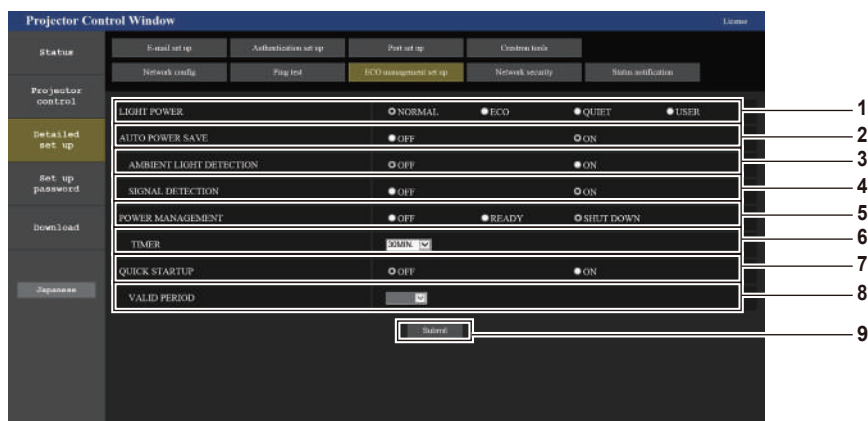 Projector Control Window
License
Status
E-mail set up
Authentication set up
Port set up
Crestron tools
Network config
Ping test
ECO management set up
Network security
Status notification
Projector
control
Detailed
set up
Set up
password
Download
Japanese
LIGHT POWER NORMAL ECO QUIET USER 1
AUTO POWER SAVE OFF ON 2
AMBIENT LIGHT DETECTION OFF ON 3
SIGNAL DETECTION OFF ON 4
POWER MANAGEMENT OFF READY SHUT DOWN 5
TIMER 30MIN. 6
QUICK STARTUP OFF ON 7
VALID PERIOD 8
Submit 9